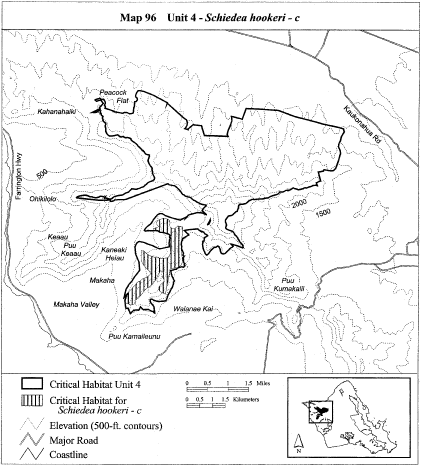 Map 96 Unit 4 - Schiedea hookeri - c
Peacock
Flat
Kahanahaiki
Kaukonahua Rd
Farrington Hwy
500
Ohikilolo
2000
1500
Keaau
Puu
Keaau
Kaneaki
Heiau
Makaha
Puu
Kumakalii
Makaha Valley
Waianae Kai
Puu Kamaileunu
Critical Habitat Unit 4
Critical Habitat for
Schiedea hookeri - c
Elevation (500-ft. contours)
Major Road
Coastline
0 0.5 1 1.5 Miles
0 0.5 1 1.5 Kilometers
N